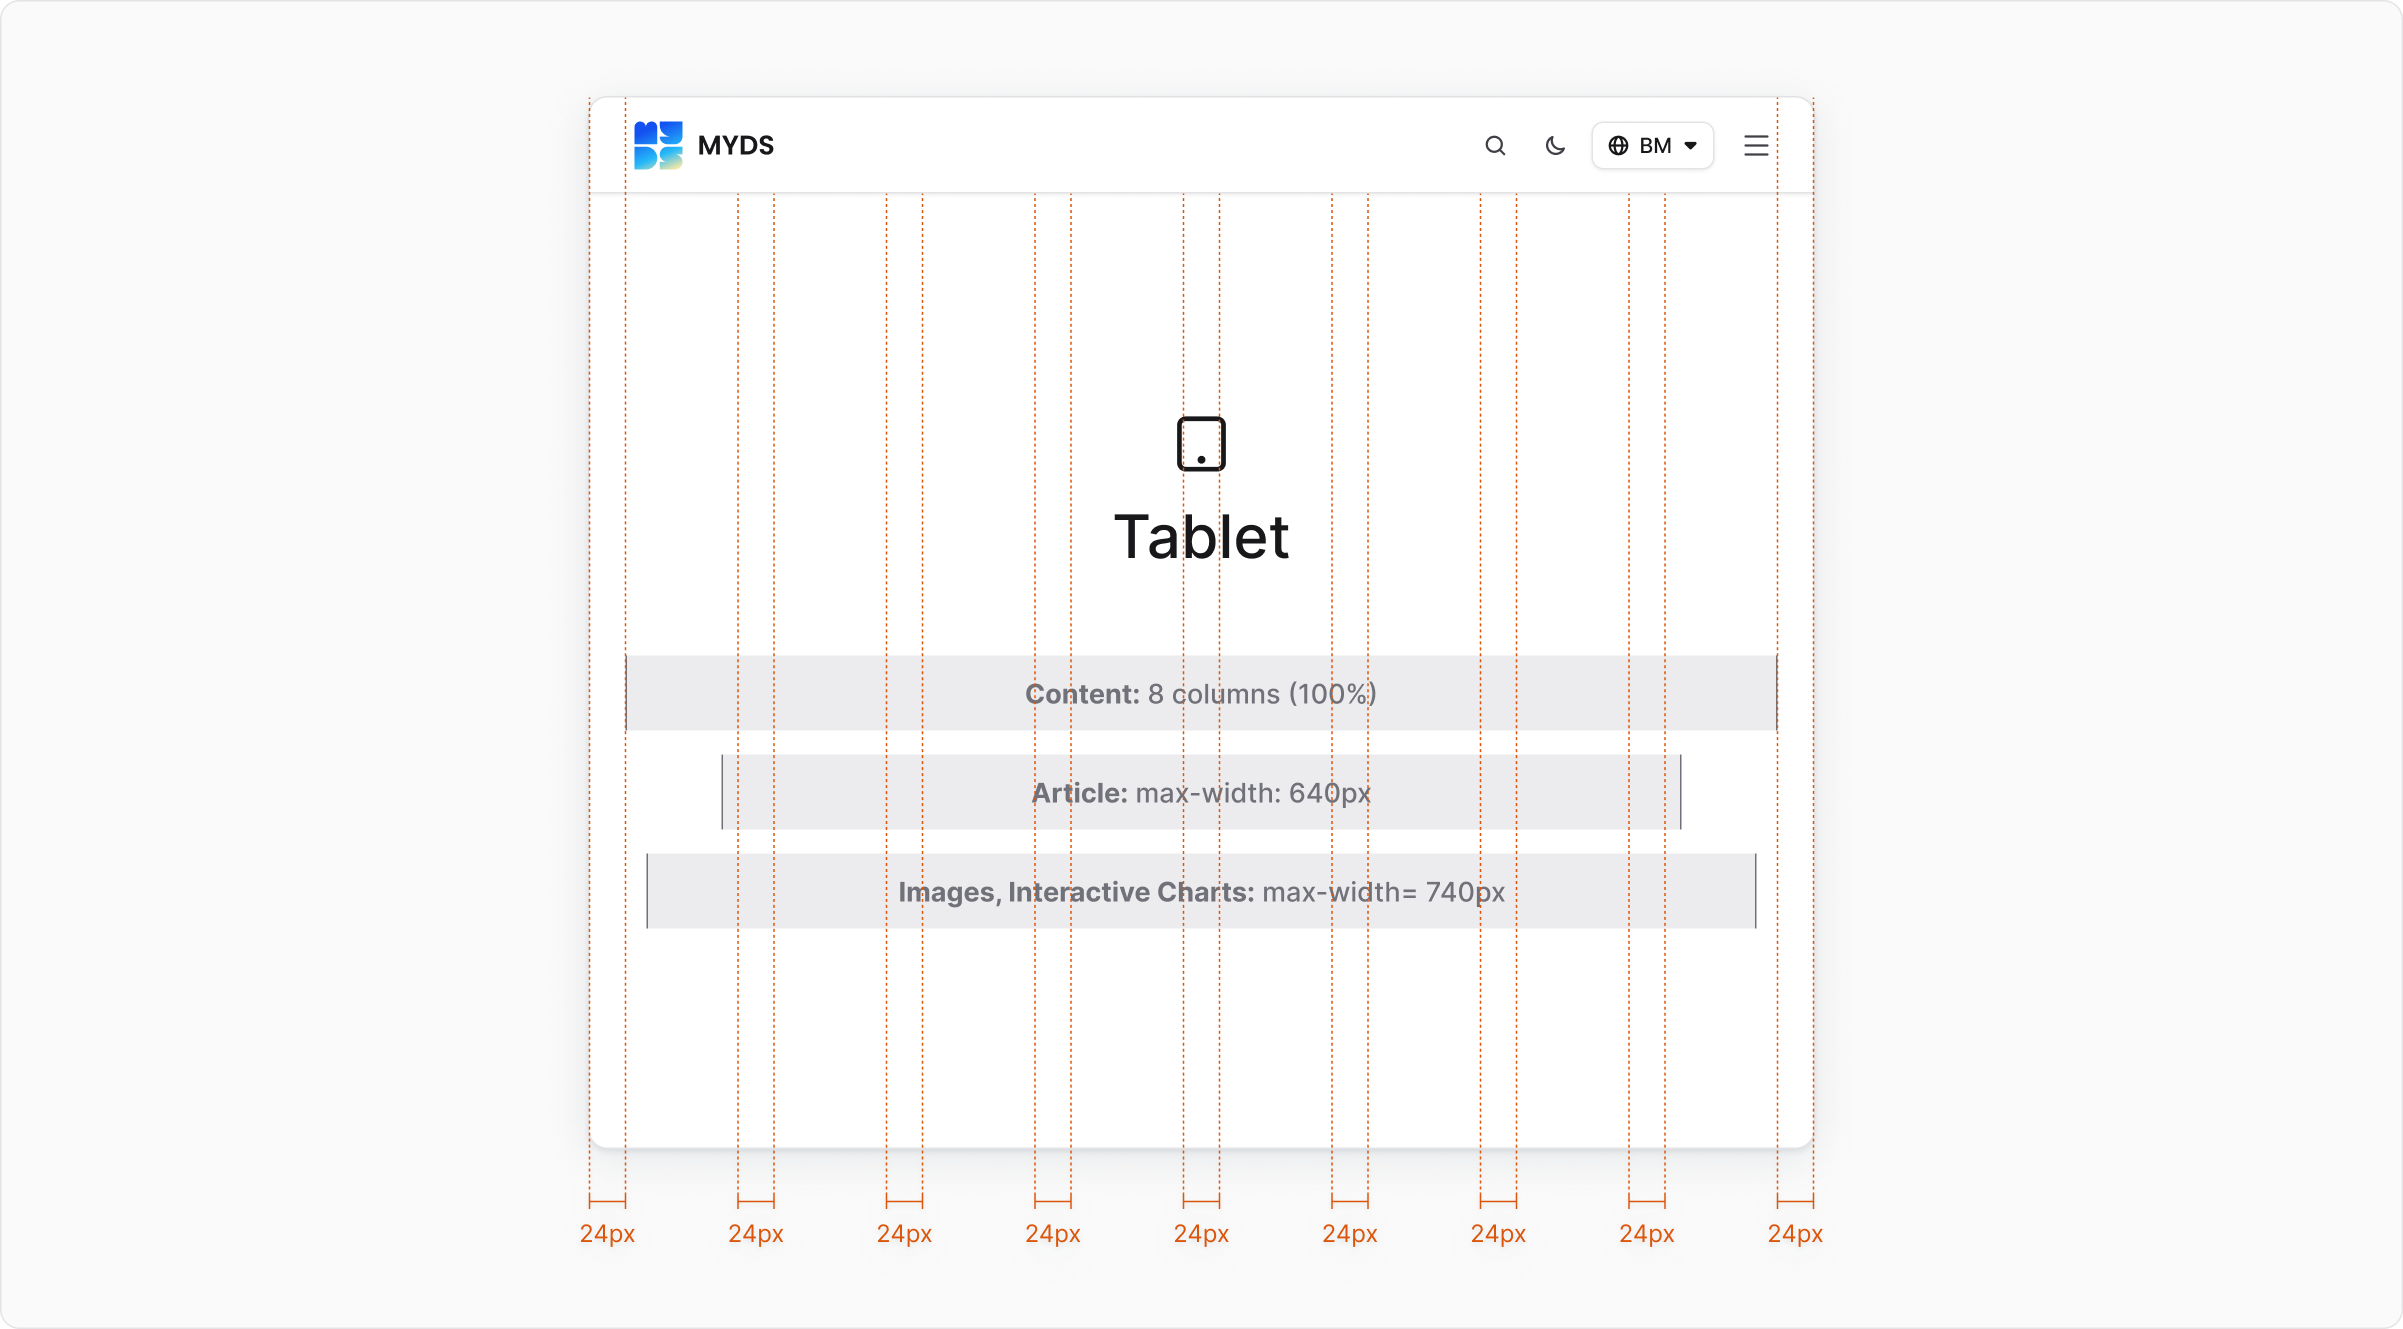 MYDS
BM
Tablet
Content: 8 columns (100%)
Article: max-width: 640px
Images, Interactive Charts: max-width= 740px
24px 24px 24px 24px 24px 24px 24px 24px 24px